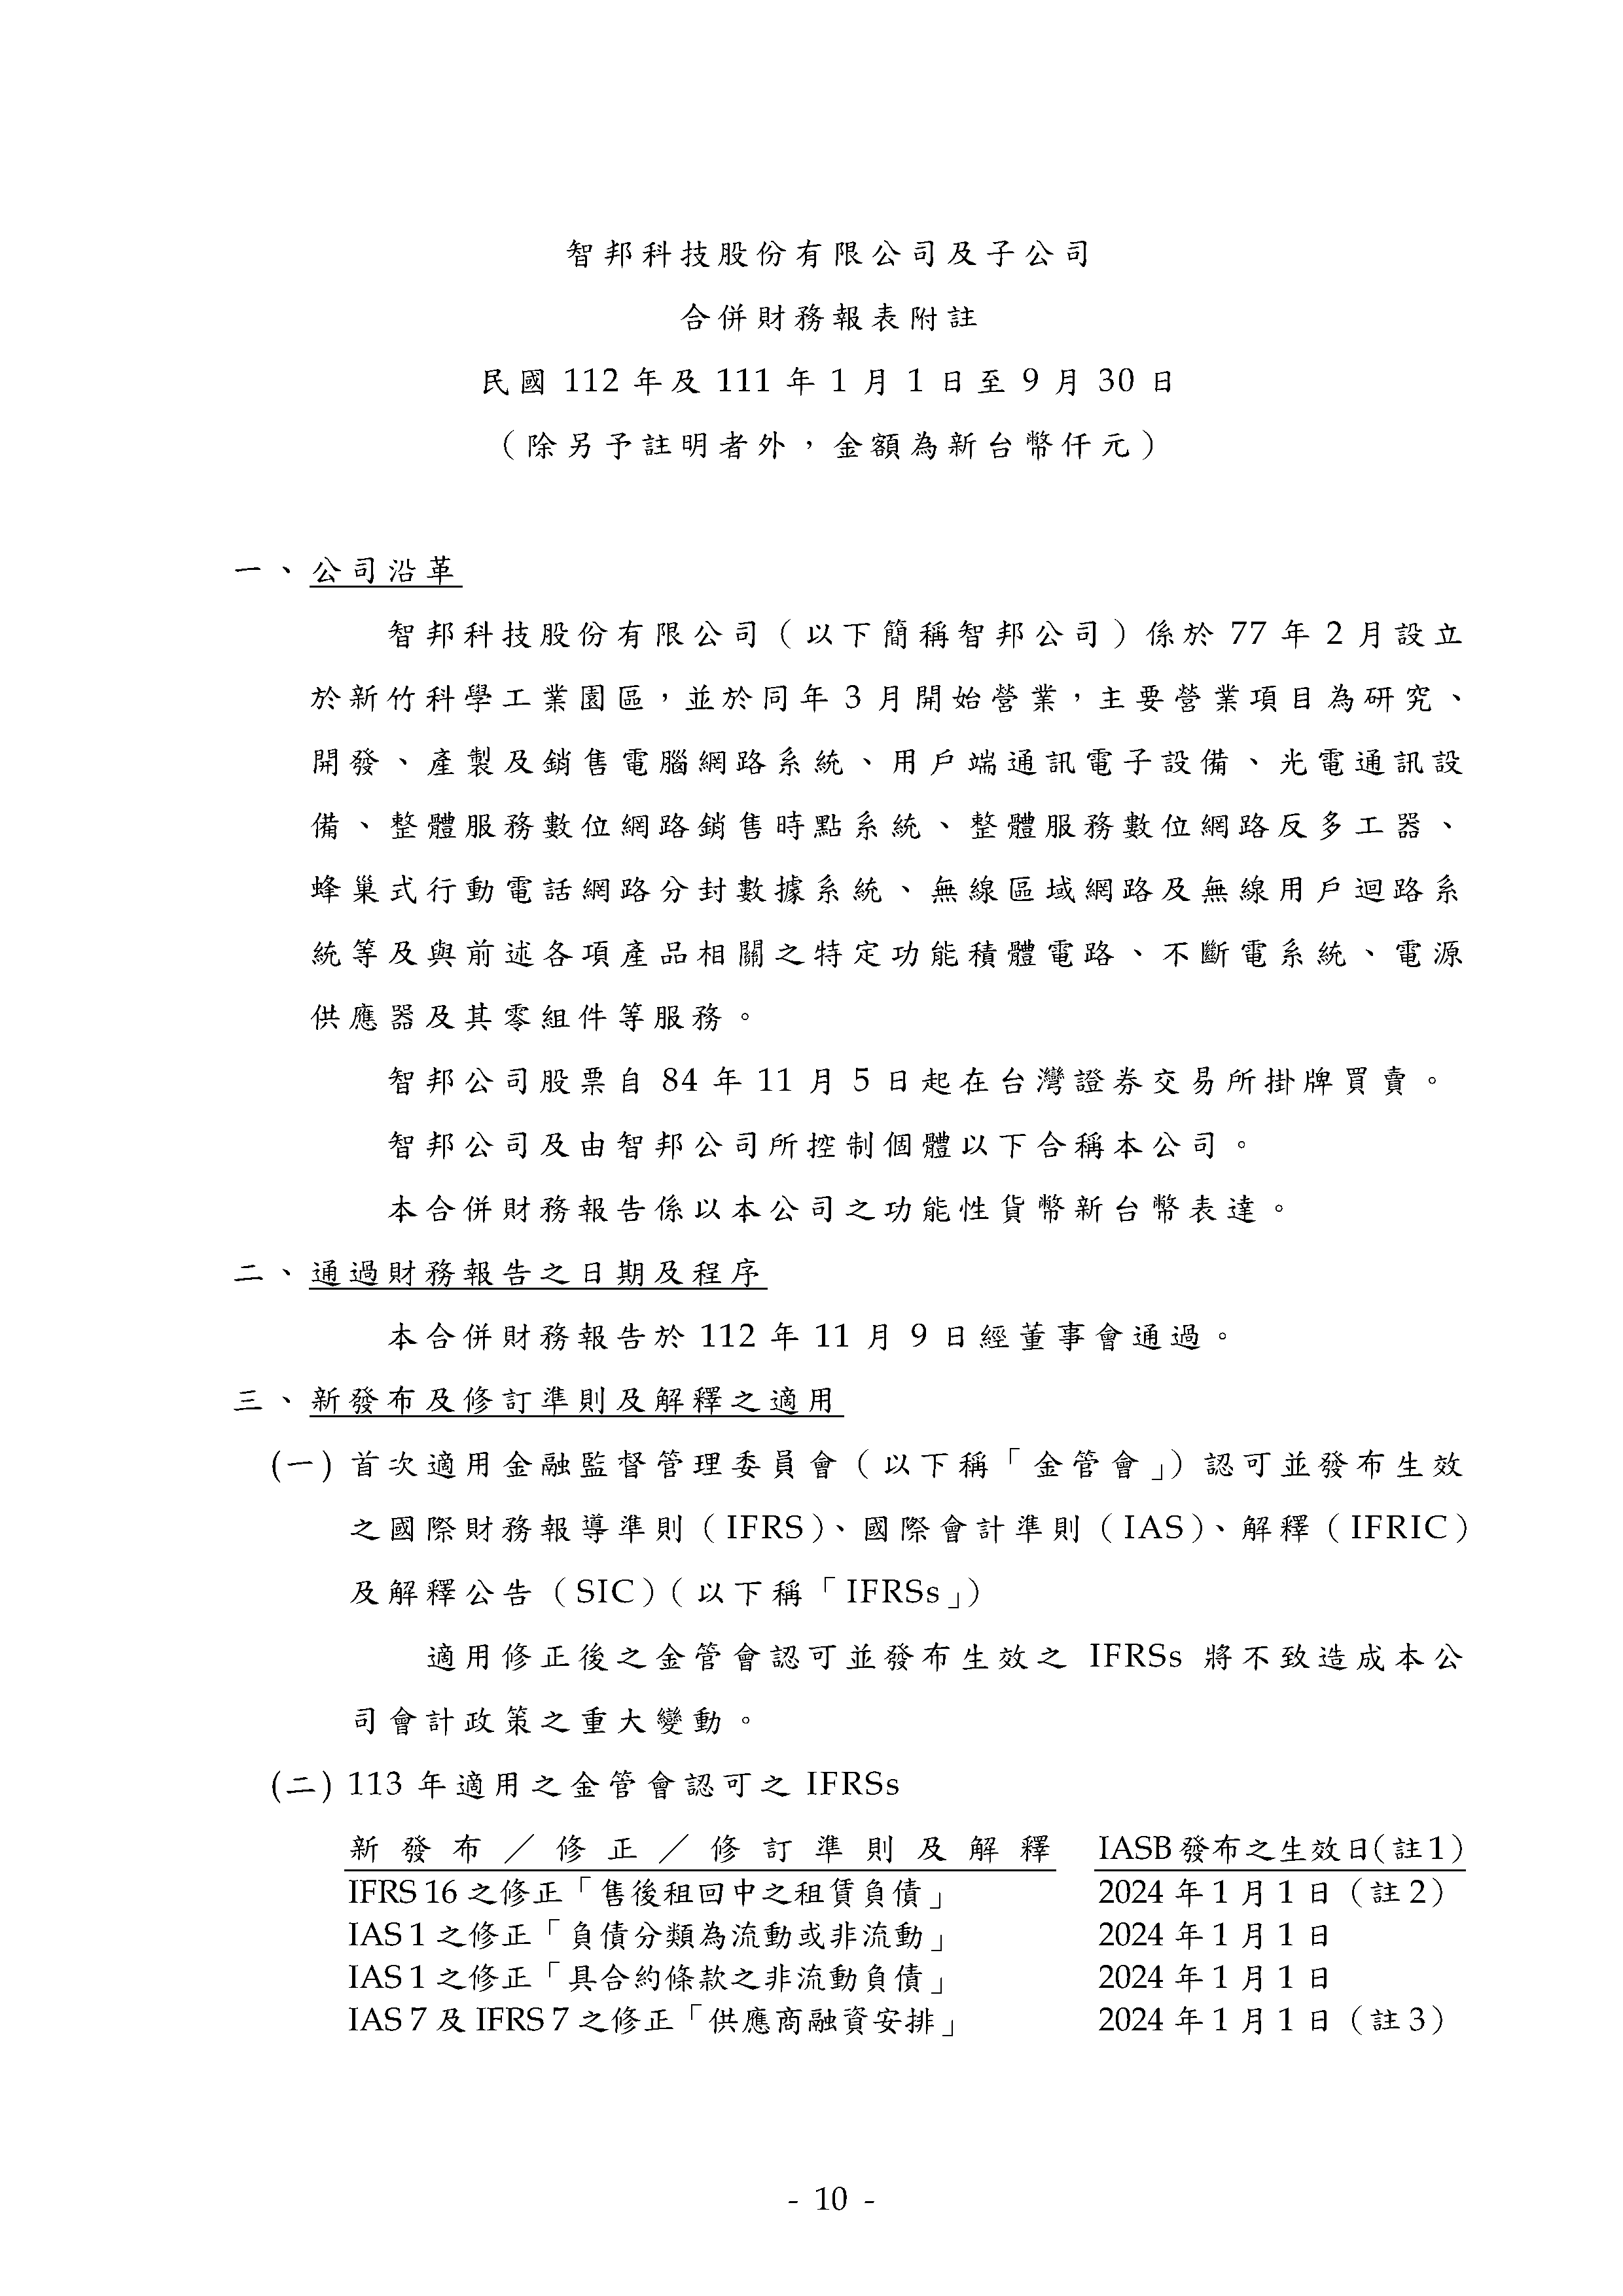 智邦科技股份有限公司及子公司
合併財務報表附註
民國 112 年及 111 年 1 月 1 日至 9 月 30 日
（除另予註明者外，金額為新台幣仟元）
一、公司沿革
智邦科技股份有限公司（以下簡稱智邦公司）係於 77 年 2 月設立
於新竹科學工業園區，並於同年 3 月開始營業，主要營業項目為研究、
開發、產製及銷售電腦網路系統、用戶端通訊電子設備、光電通訊設
備、整體服務數位網路銷售時點系統、整體服務數位網路反多工器、
蜂巢式行動電話網路分封數據系統、無線區域網路及無線用戶迴路系
統等及與前述各項產品相關之特定功能積體電路、不斷電系統、電源
供應器及其零組件等服務。
智邦公司股票自 84 年 11 月 5 日起在台灣證券交易所掛牌買賣。
智邦公司及由智邦公司所控制個體以下合稱本公司。
本合併財務報告係以本公司之功能性貨幣新台幣表達。
二、通過財務報告之日期及程序
本合併財務報告於 112 年 11 月 9 日經董事會通過。
三、新發布及修訂準則及解釋之適用
(一) 首次適用金融監督管理委員會（以下稱「金管會」）認可並發布生效
之國際財務報導準則（IFRS）、國際會計準則（IAS）、解釋（IFRIC）
及解釋公告（SIC）（以下稱「IFRSs」）
適用修正後之金管會認可並發布生效之 IFRSs 將不致造成本公
司會計政策之重大變動。
(二) 113 年適用之金管會認可之 IFRSs
新發布／修正／修訂準則及解釋 IASB 發布之生效日（註 1）
IFRS 16 之修正「售後租回中之租賃負債」 2024 年 1 月 1 日（註 2）
IAS 1 之修正「負債分類為流動或非流動」 2024 年 1 月 1 日
IAS 1 之修正「具合約條款之非流動負債」 2024 年 1 月 1 日
IAS 7 及 IFRS 7 之修正「供應商融資安排」 2024 年 1 月 1 日（註 3）
- 10 -